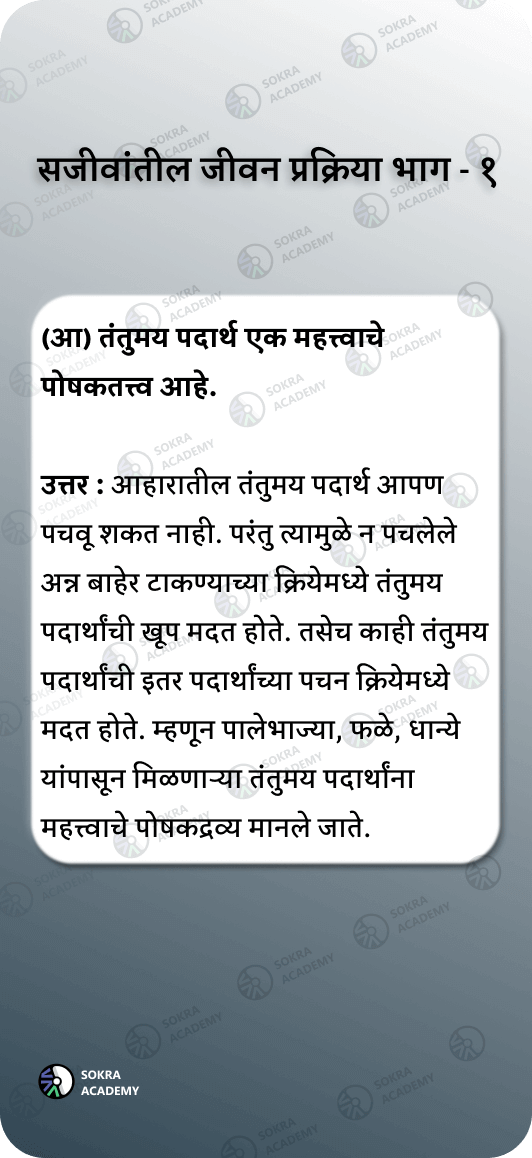 सजीवांतील जीवन प्रक्रिया भाग - १
(आ) तंतुमय पदार्थ एक महत्त्वाचे
पोषकतत्त्व आहे.
उत्तर : आहारातील तंतुमय पदार्थ आपण
पचवू शकत नाही. परंतु त्यामुळे न पचलेले
अन्न बाहेर टाकण्याच्या क्रियेमध्ये तंतुमय
पदार्थांची खूप मदत होते. तसेच काही तंतुमय
पदार्थांची इतर पदार्थांच्या पचन क्रियेमध्ये
मदत होते. म्हणून पालेभाज्या, फळे, धान्ये
यांपासून मिळणाऱ्या तंतुमय पदार्थांना
महत्त्वाचे पोषकद्रव्य मानले जाते.
SOKRA
ACADEMY